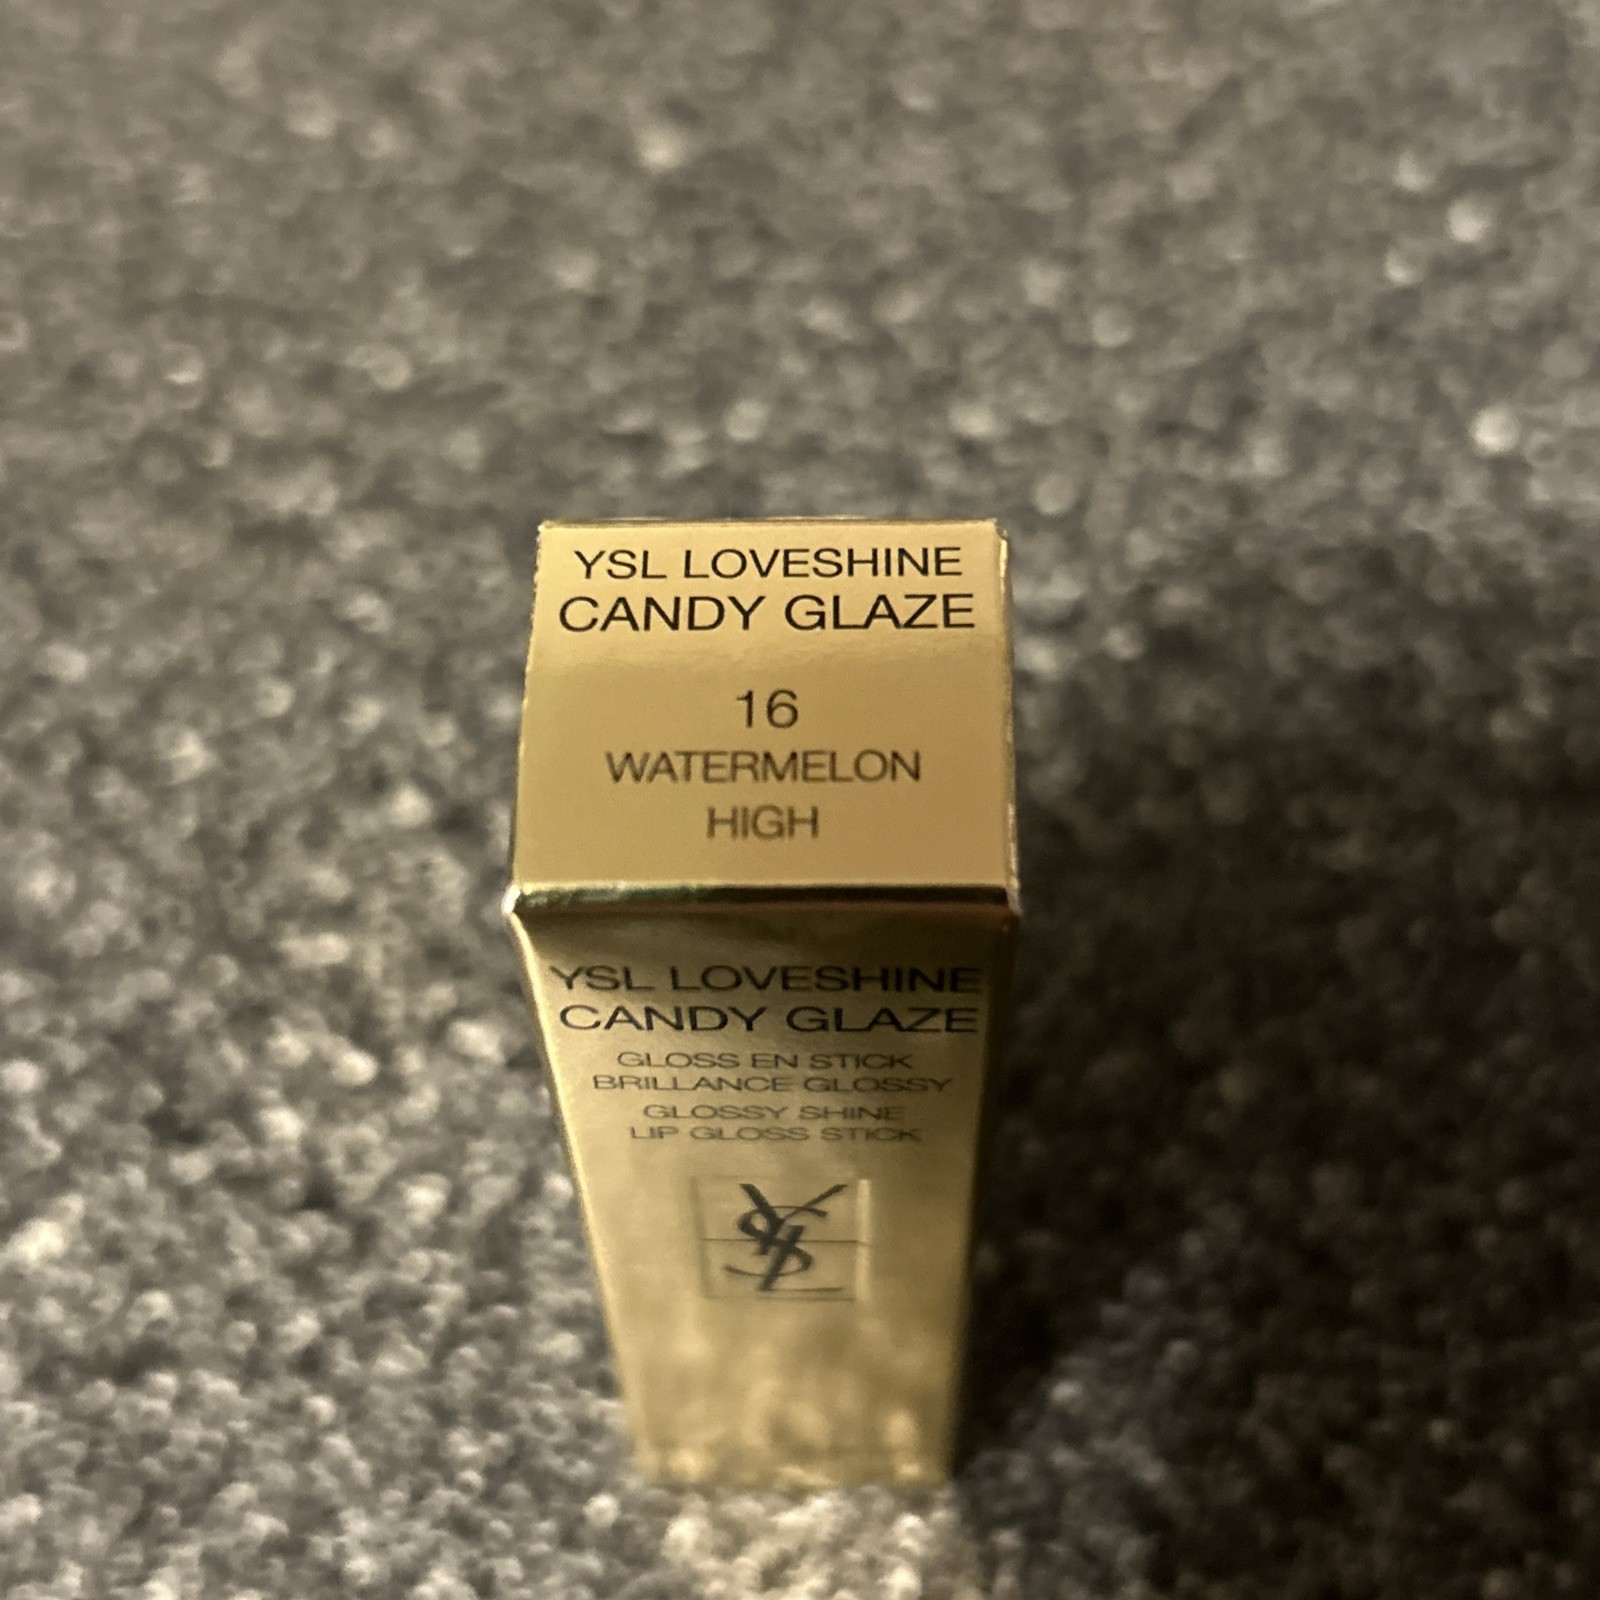 YSL LOVESHINE
CANDY GLAZE
16
WATERMELON
HIGH
YSL LOVESHINE
CANDY GLAZE
GLOSS EN STICK
BRILLANCE GLOSSY
GLOSSY SHINE
LIP GLOSS STICK
YSL